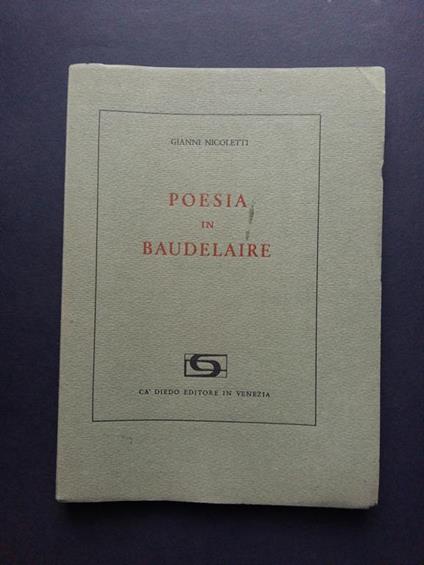 GIANNI NICOLETTI
POESIA
IN
BAUDELAIRE
CA' DIEDO EDITORE IN VENEZIA